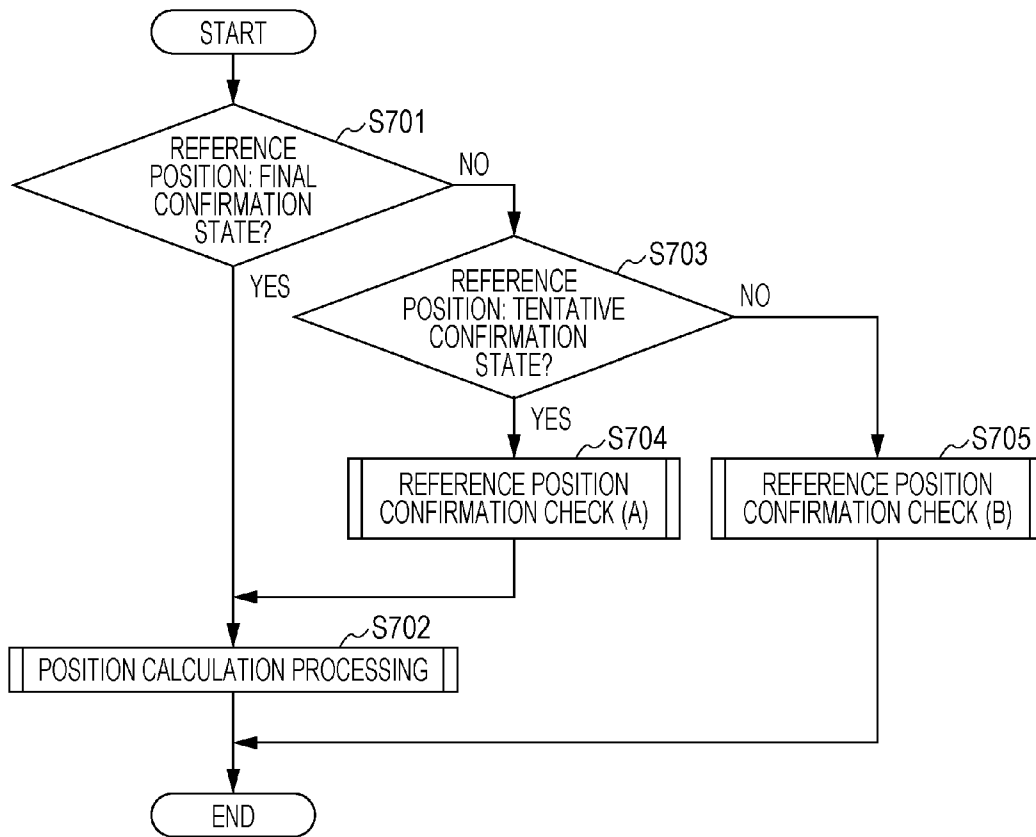 START
S701
REFERENCE
POSITION: FINAL
CONFIRMATION
STATE?
NO
YES
S703
REFERENCE
POSITION: TENTATIVE
CONFIRMATION
STATE?
NO
YES
S704
REFERENCE POSITION
CONFIRMATION CHECK (A)
S705
REFERENCE POSITION
CONFIRMATION CHECK (B)
S702
POSITION CALCULATION PROCESSING
END